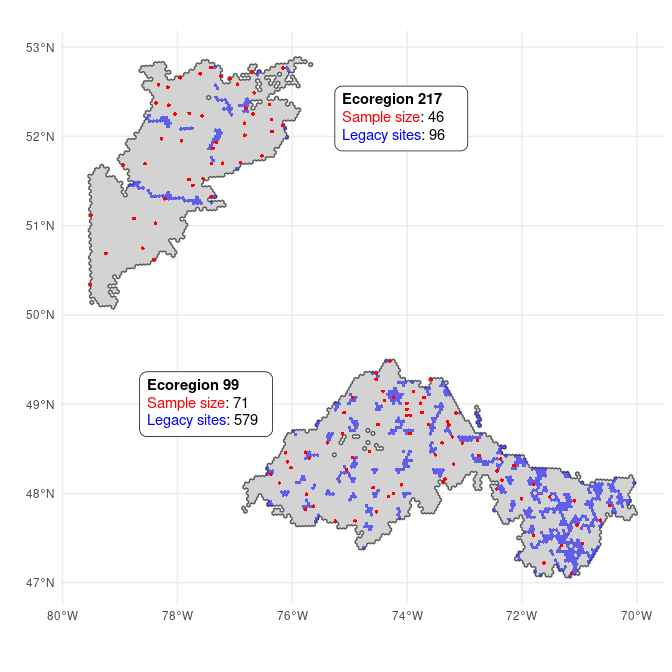 53°N
Ecoregion 217
Sample size: 46
Legacy sites: 96
52°N
51°N
50°N
Ecoregion 99
Sample size: 71
Legacy sites: 579
49°N
48°N
47°N
80°W 78°W 76°W 74°W 72°W 70°W